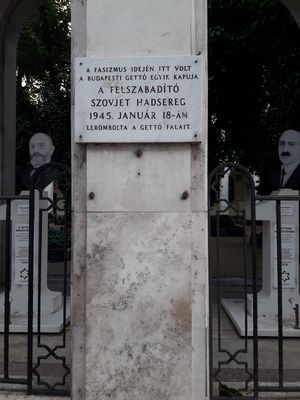 A FASIZMUS IDEJÉN ITT VOLT
A BUDAPESTI GETTÓ EGYIK KAPUJA.
A FELSZABADÍTÓ
SZOVJET HADSEREG
1945. JANUÁR 18-ÁN
LEROMBOLTA A GETTÓ FALAIT.